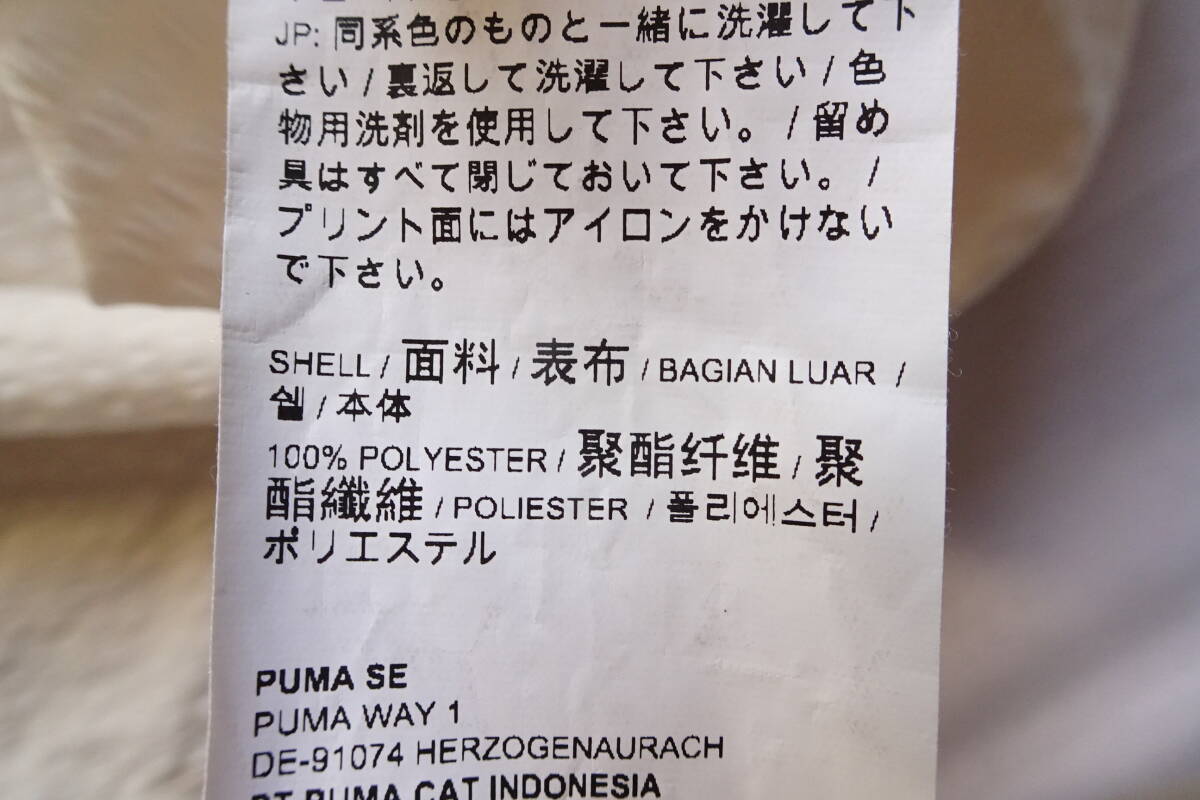 JP: 同系色のものと一緒に洗濯して下
さい / 裏返して洗濯して下さい / 色
物用洗剤を使用して下さい。 / 留め
具はすべて閉じておいて下さい。 /
プリント面にはアイロンをかけない
で下さい。
SHELL / 面料 / 表布 / BAGIAN LUAR /
쉘 / 本体
100% POLYESTER / 聚酯纤维 / 聚
酯纖維 / POLIESTER / 폴리에스터 /
ポリエステル
PUMA SE
PUMA WAY 1
DE-91074 HERZOGENAURACH
PT PUMA CAT INDONESIA